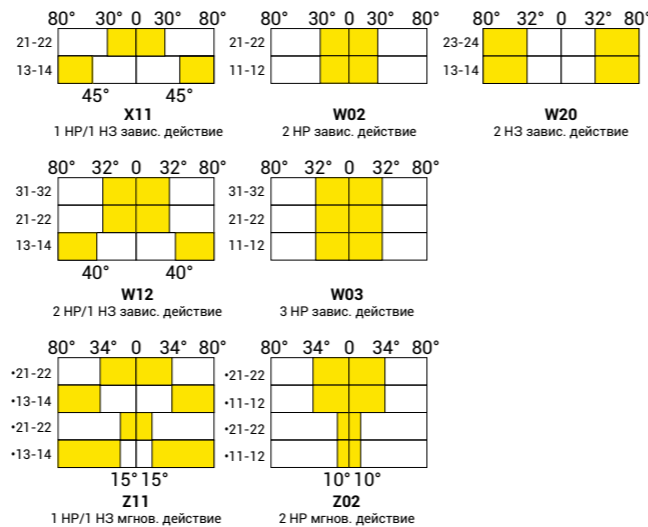 80° 30° 0 30° 80°
21-22
13-14
45° 45°
X11
1 НР/1 НЗ завис. действие
80° 30° 0 30° 80°
21-22
11-12
W02
2 НР завис. действие
80° 32° 0 32° 80°
23-24
13-14
W20
2 НЗ завис. действие
80° 32° 0 32° 80°
31-32
21-22
13-14
40° 40°
W12
2 НР/1 НЗ завис. действие
80° 32° 0 32° 80°
31-32
21-22
11-12
W03
3 НР завис. действие
80° 34° 0 34° 80°
•21-22
•13-14
•21-22
•13-14
15° 15°
Z11
1 НР/1 НЗ мгнов. действие
80° 34° 0 34° 80°
•21-22
•11-12
•21-22
•11-12
10° 10°
Z02
2 НР мгнов. действие